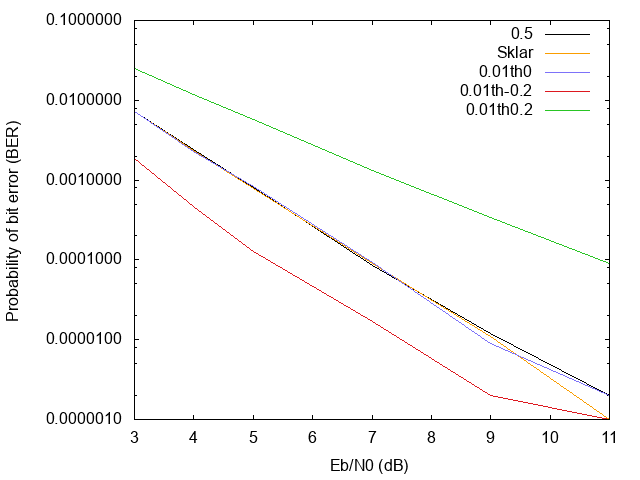 0.1000000
0.0100000
0.0010000
0.0001000
0.0000100
0.0000010
Probability of bit error (BER)
0.5
Sklar
0.01th0
0.01th-0.2
0.01th0.2
3 4 5 6 7 8 9 10 11
Eb/N0 (dB)